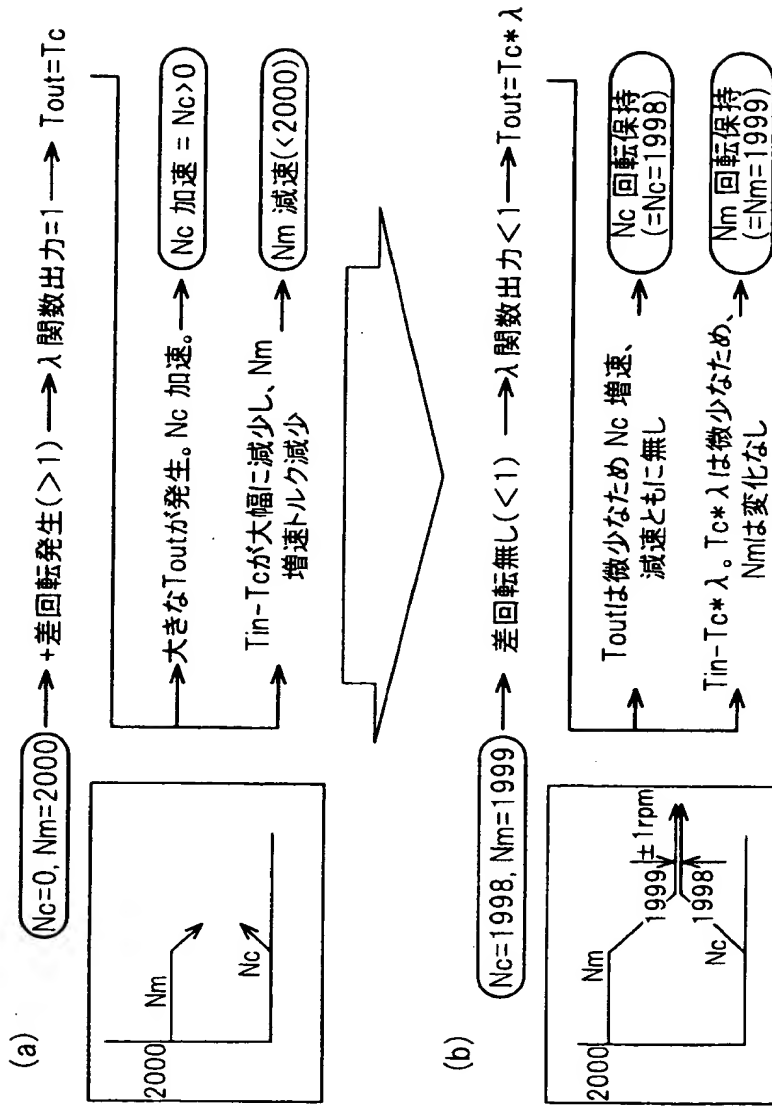 (a)
Nc=0, Nm=2000
+差回転発生(>1)
λ関数出力=1
Tout=Tc
大きなToutが発生。Nc 加速。
Nc 加速 = Nc>0
Tin-Tcが大幅に減少し、Nm
増速トルク減少
Nm 減速(<2000)
2000
Nm
Nc
(b)
Nc=1998, Nm=1999
差回転無し(<1)
λ関数出力<1
Tout=Tc*λ
Toutは微少なため Nc 増速、
減速ともに無し
Nc 回転保持
(=Nc=1998)
Tin-Tc*λ。Tc*λは微少なため、
Nmは変化なし
Nm 回転保持
(=Nm=1999)
2000
Nm
1999
±1rpm
1998
Nc